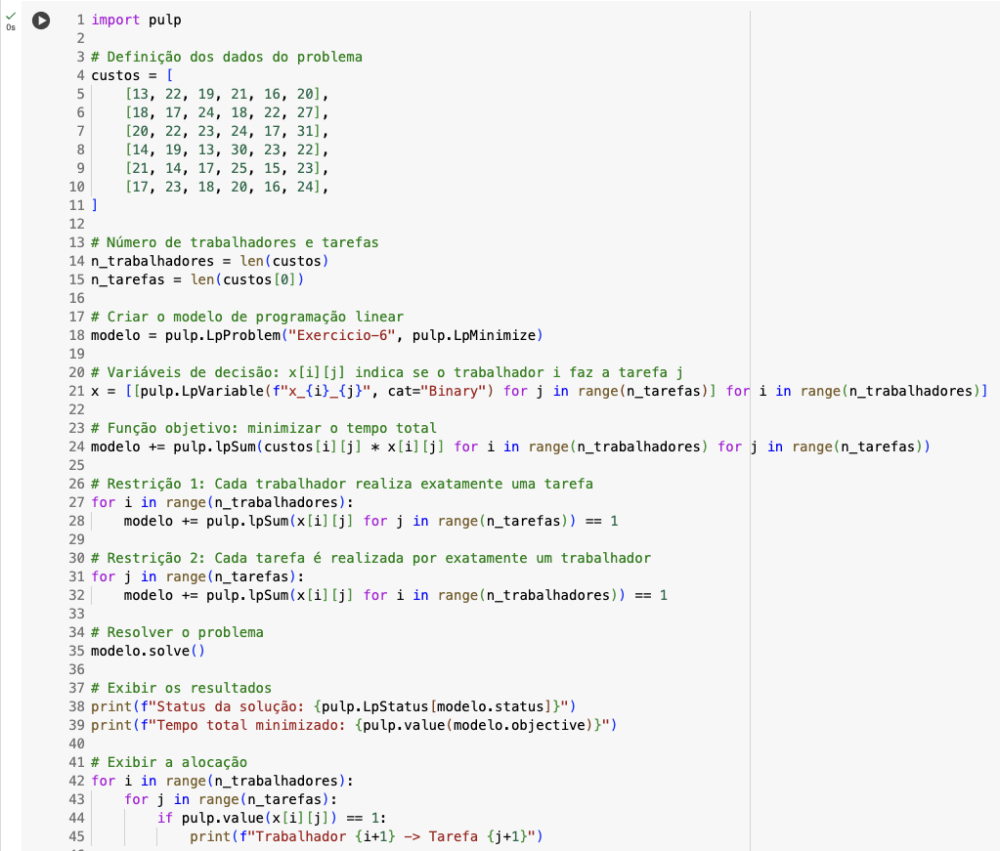 0s
1 import pulp
2
3 # Definição dos dados do problema
4 custos = [
5     [13, 22, 19, 21, 16, 20],
6     [18, 17, 24, 18, 22, 27],
7     [20, 22, 23, 24, 17, 31],
8     [14, 19, 13, 30, 23, 22],
9     [21, 14, 17, 25, 15, 23],
10     [17, 23, 18, 20, 16, 24],
11 ]
12
13 # Número de trabalhadores e tarefas
14 n_trabalhadores = len(custos)
15 n_tarefas = len(custos[0])
16
17 # Criar o modelo de programação linear
18 modelo = pulp.LpProblem("Exercicio-6", pulp.LpMinimize)
19
20 # Variáveis de decisão: x[i][j] indica se o trabalhador i faz a tarefa j
21 x = [[pulp.LpVariable(f"x_{i}_{j}", cat="Binary") for j in range(n_tarefas)] for i in range(n_trabalhadores)]
22
23 # Função objetivo: minimizar o tempo total
24 modelo += pulp.lpSum(custos[i][j] * x[i][j] for i in range(n_trabalhadores) for j in range(n_tarefas))
25
26 # Restrição 1: Cada trabalhador realiza exatamente uma tarefa
27 for i in range(n_trabalhadores):
28     modelo += pulp.lpSum(x[i][j] for j in range(n_tarefas)) == 1
29
30 # Restrição 2: Cada tarefa é realizada por exatamente um trabalhador
31 for j in range(n_tarefas):
32     modelo += pulp.lpSum(x[i][j] for i in range(n_trabalhadores)) == 1
33
34 # Resolver o problema
35 modelo.solve()
36
37 # Exibir os resultados
38 print(f"Status da solução: {pulp.LpStatus[modelo.status]}")
39 print(f"Tempo total minimizado: {pulp.value(modelo.objective)}")
40
41 # Exibir a alocação
42 for i in range(n_trabalhadores):
43     for j in range(n_tarefas):
44         if pulp.value(x[i][j]) == 1:
45             print(f"Trabalhador {i+1} -> Tarefa {j+1}")